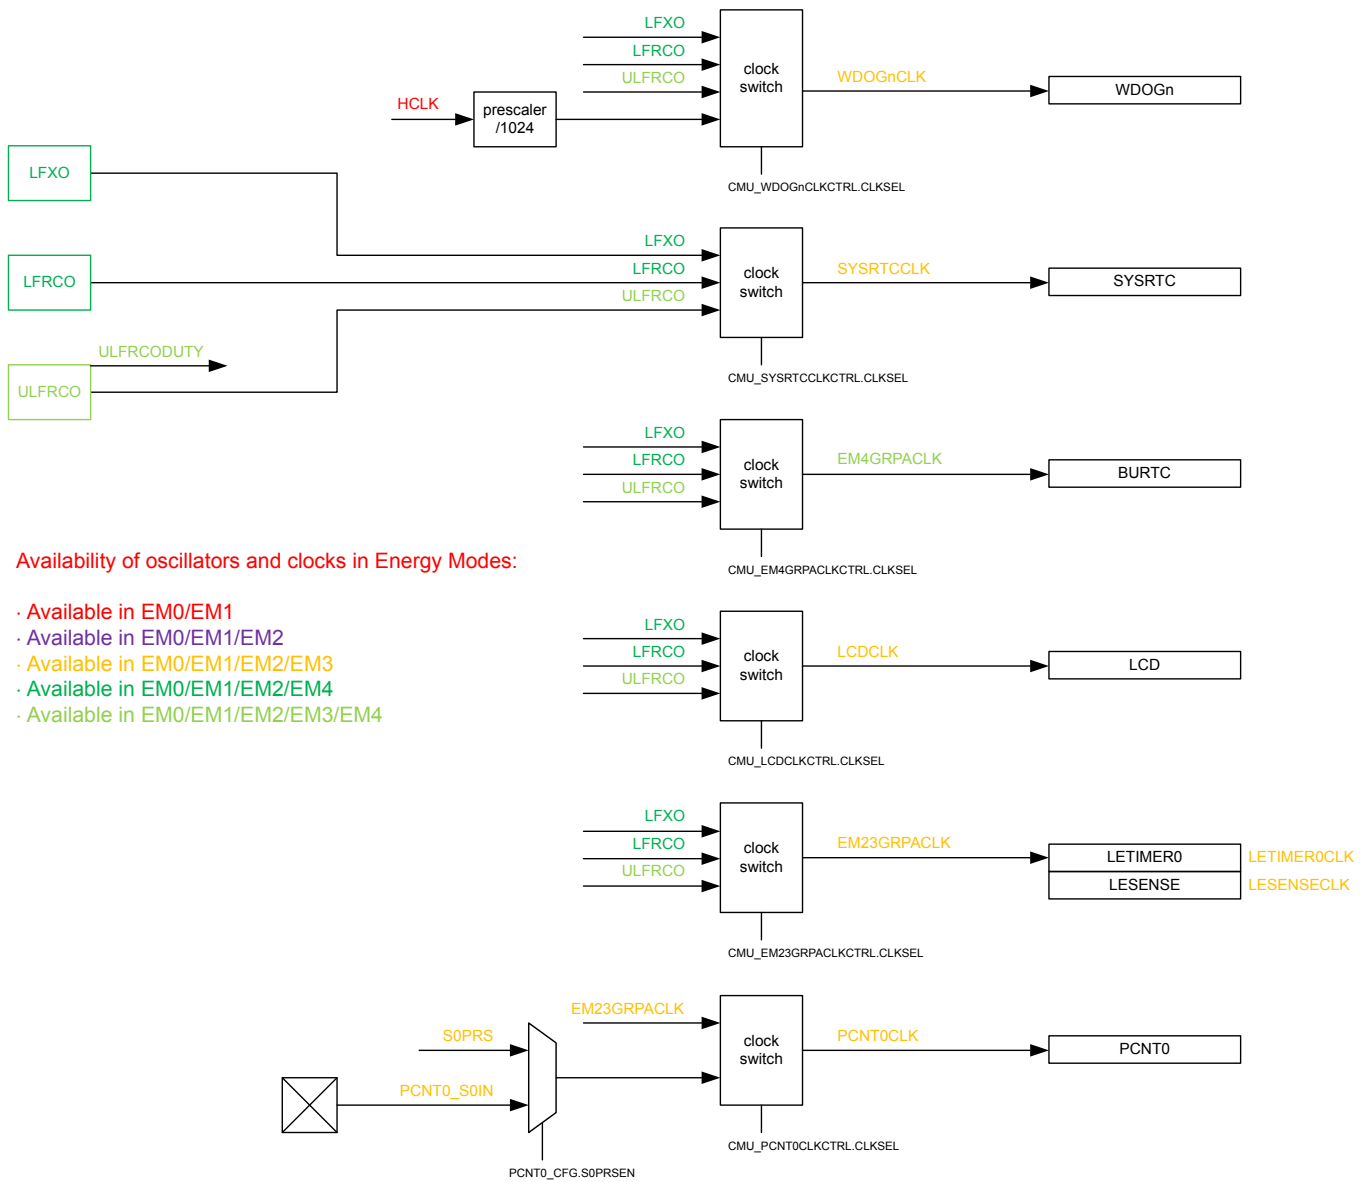 LFXO
LFRCO
ULFRCO
HCLK
prescaler
/1024
clock
switch
WDOGnCLK
WDOGn
CMU_WDOGnCLKCTRL.CLKSEL
LFXO
LFRCO
ULFRCO
ULFRCODUTY
LFXO
LFRCO
ULFRCO
clock
switch
SYSRTCCLK
SYSRTC
CMU_SYSRTCCLKCTRL.CLKSEL
LFXO
LFRCO
ULFRCO
clock
switch
EM4GRPACLK
BURTC
CMU_EM4GRPACLKCTRL.CLKSEL
Availability of oscillators and clocks in Energy Modes:
· Available in EM0/EM1
· Available in EM0/EM1/EM2
· Available in EM0/EM1/EM2/EM3
· Available in EM0/EM1/EM2/EM4
· Available in EM0/EM1/EM2/EM3/EM4
LFXO
LFRCO
ULFRCO
clock
switch
LCDCLK
LCD
CMU_LCDCLKCTRL.CLKSEL
LFXO
LFRCO
ULFRCO
clock
switch
EM23GRPACLK
LETIMER0
LETIMER0CLK
LESENSE
LESENSECLK
CMU_EM23GRPACLKCTRL.CLKSEL
EM23GRPACLK
S0PRS
PCNT0_S0IN
clock
switch
PCNT0CLK
PCNT0
CMU_PCNT0CLKCTRL.CLKSEL
PCNT0_CFG.S0PRSEN